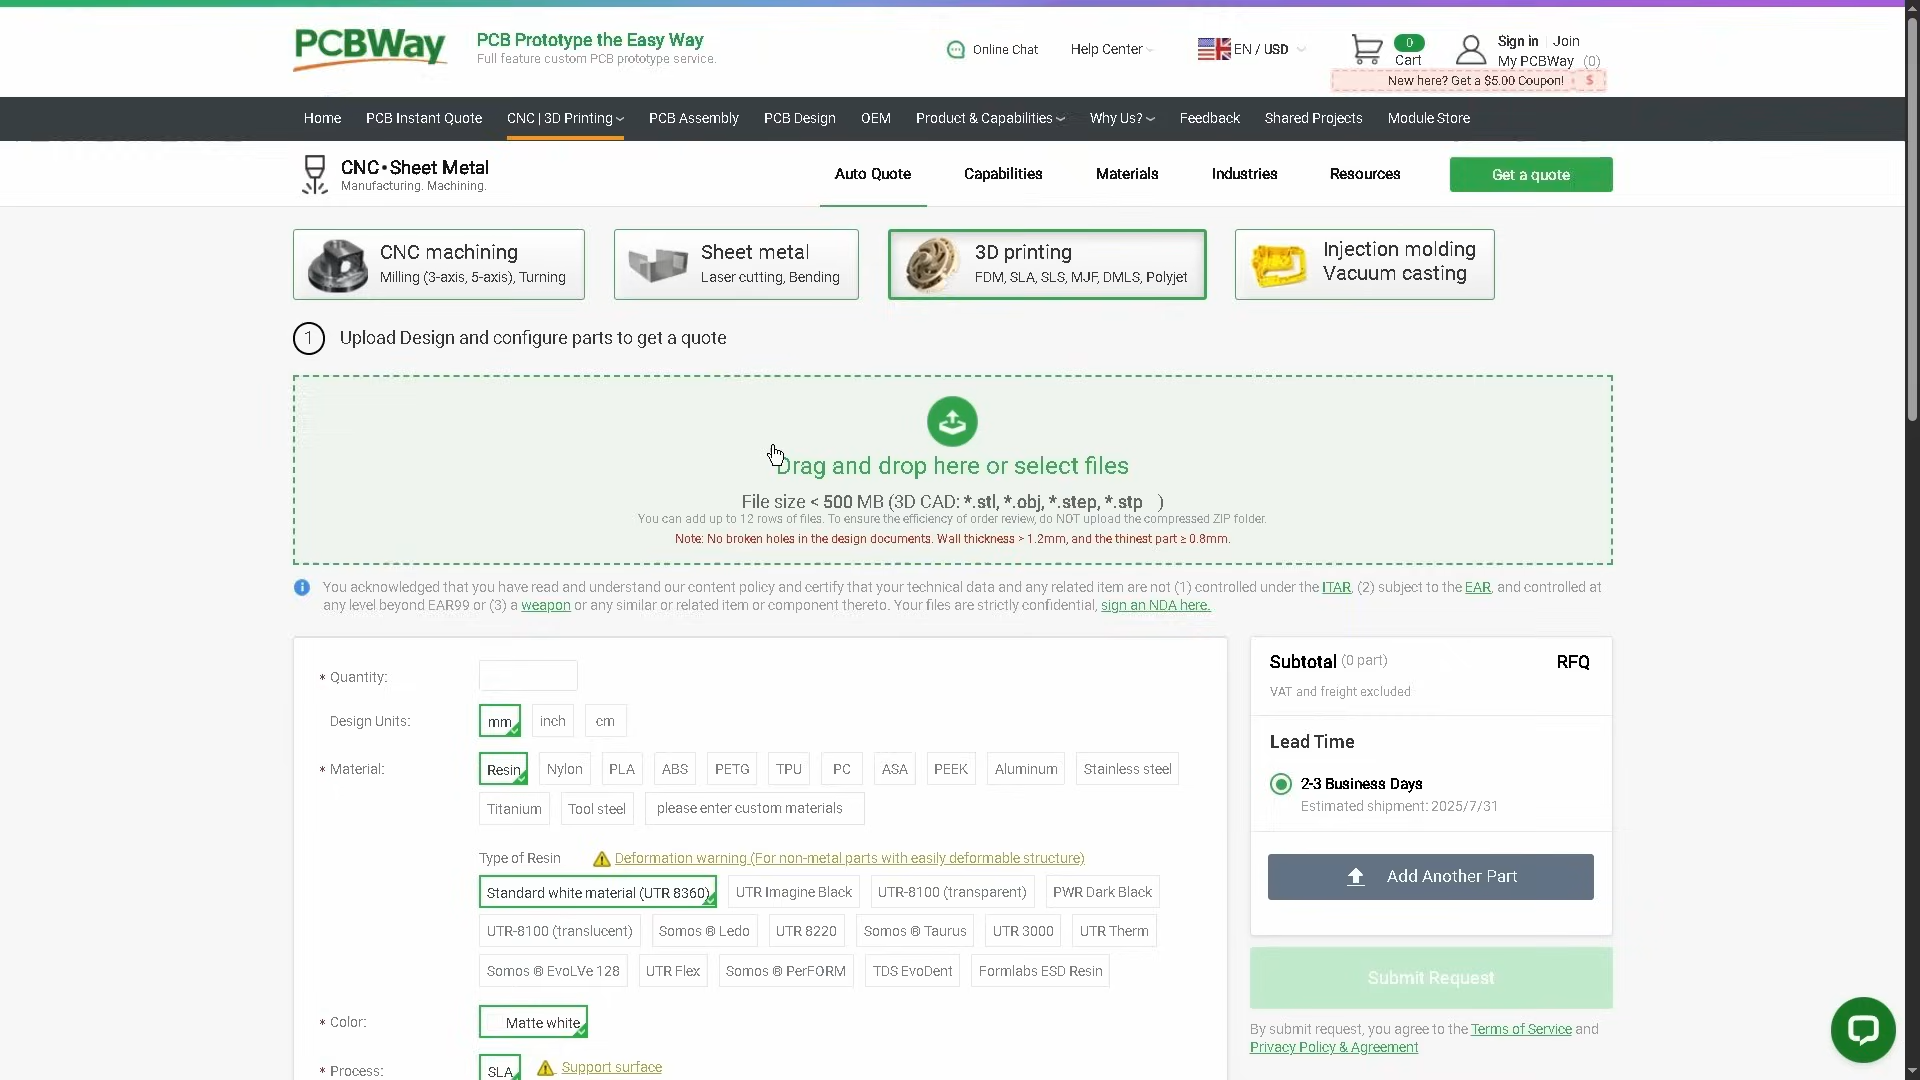 PCBWay
PCB Prototype the Easy Way
Full feature custom PCB prototype service.
Online Chat
Help Center
EN / USD
0
Cart
Sign in
Join
My PCBWay (0)
New here? Get a $5.00 Coupon! $
Home
PCB Instant Quote
CNC | 3D Printing
PCB Assembly
PCB Design
OEM
Product & Capabilities
Why Us?
Feedback
Shared Projects
Module Store
CNC•Sheet Metal
Manufacturing. Machining.
Auto Quote
Capabilities
Materials
Industries
Resources
Get a quote
CNC machining
Milling (3-axis, 5-axis), Turning
Sheet metal
Laser cutting, Bending
3D printing
FDM, SLA, SLS, MJF, DMLS, Polyjet
Injection molding
Vacuum casting
1
Upload Design and configure parts to get a quote
Drag and drop here or select files
File size < 500 MB (3D CAD: *.stl, *.obj, *.step, *.stp )
You can add up to 12 rows of files. To ensure the efficiency of order review, do NOT upload the compressed ZIP folder.
Note: No broken holes in the design documents. Wall thickness > 1.2mm, and the thinest part ≥ 0.8mm.
You acknowledged that you have read and understand our content policy and certify that your technical data and any related item are not (1) controlled under the ITAR, (2) subject to the EAR, and controlled at
any level beyond EAR99 or (3) a weapon or any similar or related item or component thereto. Your files are strictly confidential, sign an NDA here.
* Quantity:
Design Units:
mm
inch
cm
* Material:
Resin
Nylon
PLA
ABS
PETG
TPU
PC
ASA
PEEK
Aluminum
Stainless steel
Titanium
Tool steel
please enter custom materials
Type of Resin
Deformation warning (For non-metal parts with easily deformable structure)
Standard white material (UTR 8360)
UTR Imagine Black
UTR-8100 (transparent)
PWR Dark Black
UTR-8100 (translucent)
Somos ® Ledo
UTR 8220
Somos ® Taurus
UTR 3000
UTR Therm
Somos ® EvoLVe 128
UTR Flex
Somos ® PerFORM
TDS EvoDent
Formlabs ESD Resin
* Color:
Matte white
* Process:
SLA
Support surface
Subtotal (0 part)
RFQ
VAT and freight excluded
Lead Time
2-3 Business Days
Estimated shipment: 2025/7/31
Add Another Part
Submit Request
By submit request, you agree to the Terms of Service and
Privacy Policy & Agreement